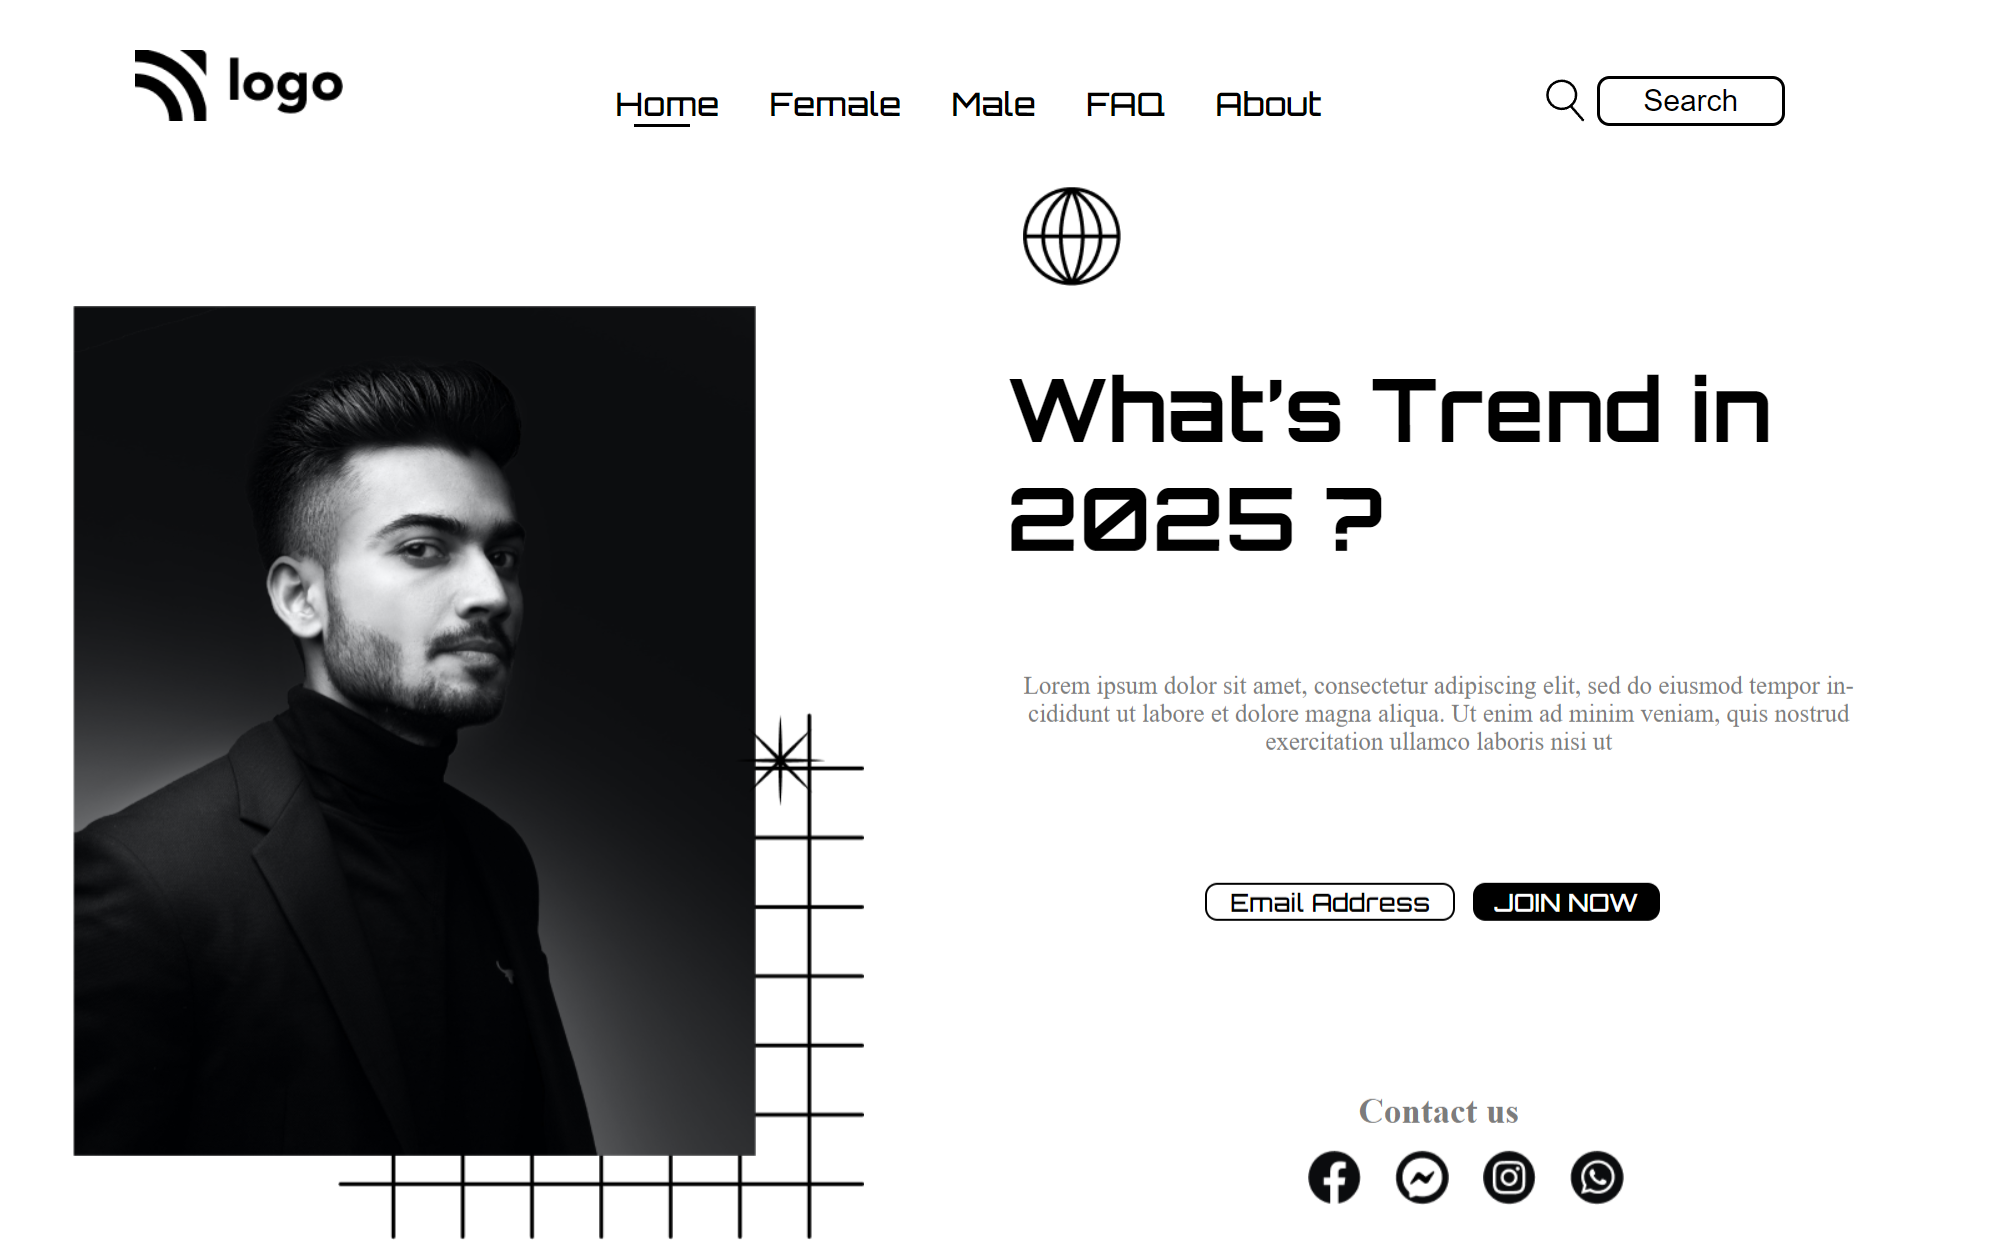 logo
Home Female Male FAQ About
Search
What's Trend in
2025 ?
Lorem ipsum dolor sit amet, consectetur adipiscing elit, sed do eiusmod tempor in-
cididunt ut labore et dolore magna aliqua. Ut enim ad minim veniam, quis nostrud
exercitation ullamco laboris nisi ut
Email Address JOIN NOW
Contact us